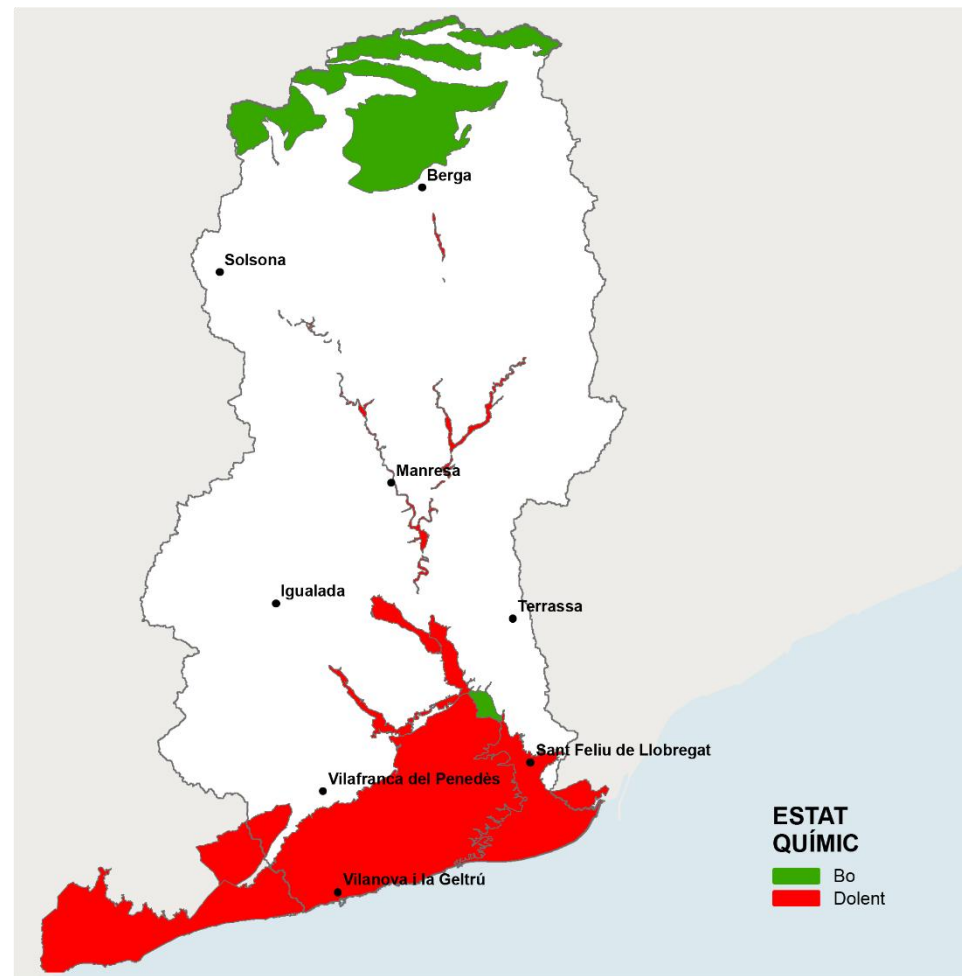 Berga
Solsona
Manresa
Igualada
Terrassa
Sant Feliu de Llobregat
Vilafranca del Penedès
Vilanova i la Geltrú
ESTAT
QUÍMIC
Bo
Dolent